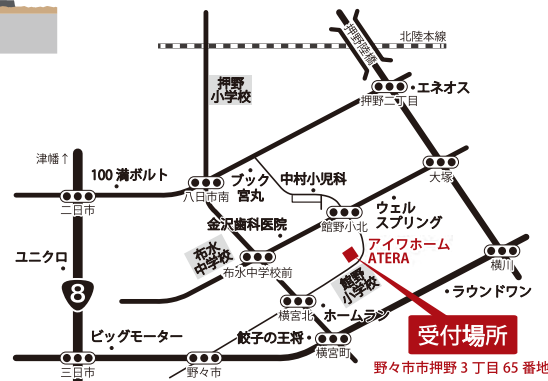 北陸本線
押野陸橋
押野
小学校
エネオス
押野二丁目
津幡↑
100満ボルト
ブック
宮丸
中村小児科
大塚
八日市南
二日市
ウェル
スプリング
金沢歯科医院
館野小北
布水
中学校
アイワホーム
ATERA
ユニクロ
布水中学校前
横川
館野
小学校
8
ラウンドワン
横宮北
ホームラン
受付場所
ビッグモーター
餃子の王将
横宮町
三日市
野々市
野々市市押野3丁目65番地